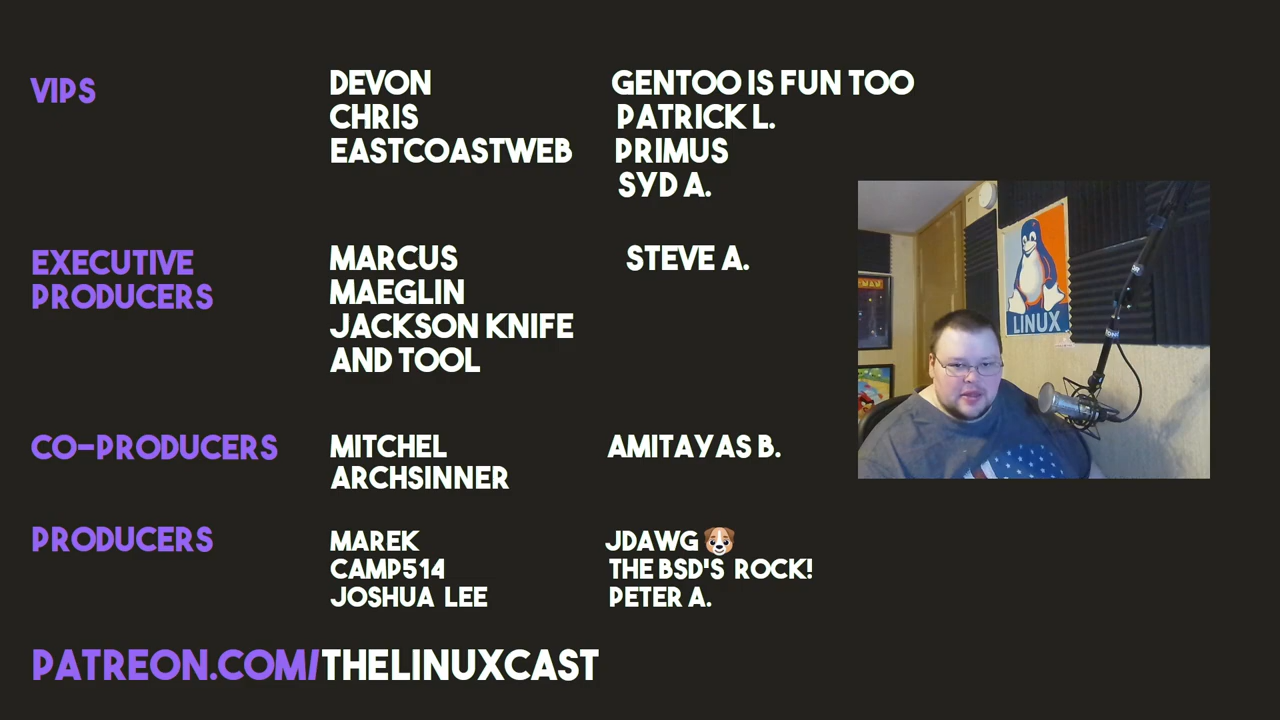 VIPS
DEVON
CHRIS
EASTCOASTWEB
GENTOO IS FUN TOO
PATRICK L.
PRIMUS
SYD A.
EXECUTIVE
PRODUCERS
MARCUS
MAEGLIN
JACKSON KNIFE
AND TOOL
STEVE A.
CO-PRODUCERS
MITCHEL
ARCHSINNER
AMITAYAS B.
PRODUCERS
MAREK
CAMP514
JOSHUA LEE
JDAWG 🐶
THE BSD'S ROCK!
PETER A.
PATREON.COM/THELINUXCAST
LINUX